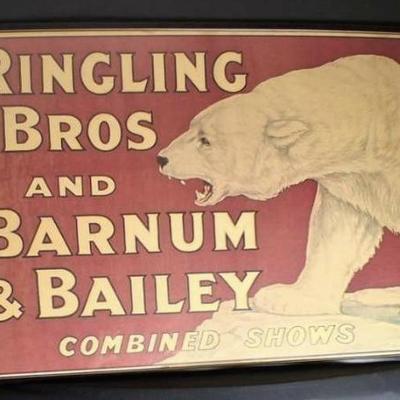 RINGLING
BROS
AND
BARNUM
& BAILEY
COMBINED SHOWS